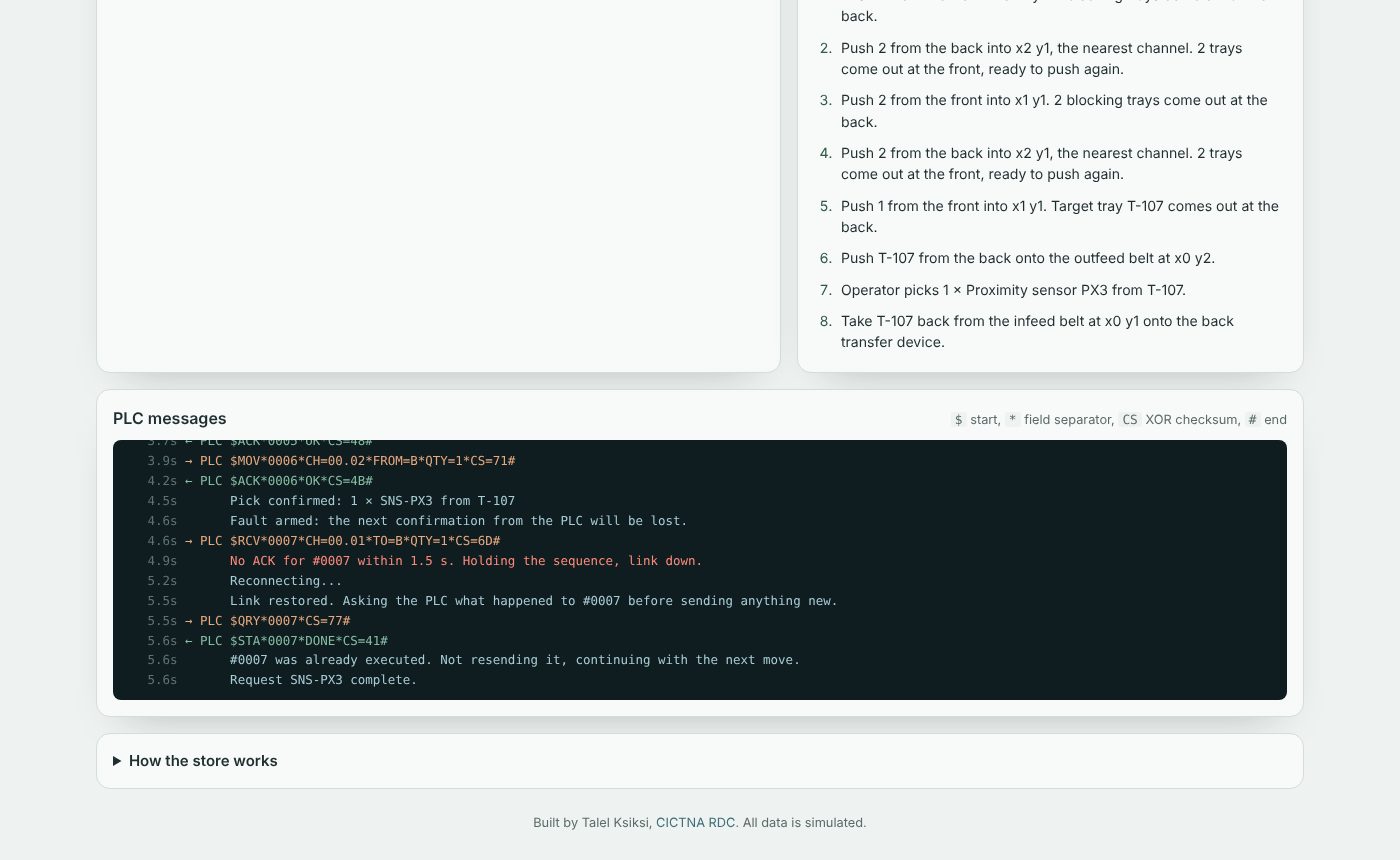 back.
2. Push 2 from the back into x2 y1, the nearest channel. 2 trays
come out at the front, ready to push again.
3. Push 2 from the front into x1 y1. 2 blocking trays come out at the
back.
4. Push 2 from the back into x2 y1, the nearest channel. 2 trays
come out at the front, ready to push again.
5. Push 1 from the front into x1 y1. Target tray T-107 comes out at the
back.
6. Push T-107 from the back onto the outfeed belt at x0 y2.
7. Operator picks 1 × Proximity sensor PX3 from T-107.
8. Take T-107 back from the infeed belt at x0 y1 onto the back
transfer device.
PLC messages
$ start, * field separator, CS XOR checksum, # end
3.7s ← PLC $ACK*0005*OK*CS=48#
3.9s → PLC $MOV*0006*CH=00.02*FROM=B*QTY=1*CS=71#
4.2s ← PLC $ACK*0006*OK*CS=4B#
4.5s Pick confirmed: 1 × SNS-PX3 from T-107
4.6s Fault armed: the next confirmation from the PLC will be lost.
4.6s → PLC $RCV*0007*CH=00.01*TO=B*QTY=1*CS=6D#
4.9s No ACK for #0007 within 1.5 s. Holding the sequence, link down.
5.2s Reconnecting...
5.5s Link restored. Asking the PLC what happened to #0007 before sending anything new.
5.5s → PLC $QRY*0007*CS=77#
5.6s ← PLC $STA*0007*DONE*CS=41#
5.6s #0007 was already executed. Not resending it, continuing with the next move.
5.6s Request SNS-PX3 complete.
▶ How the store works
Built by Talel Ksiksi, CICTNA RDC. All data is simulated.